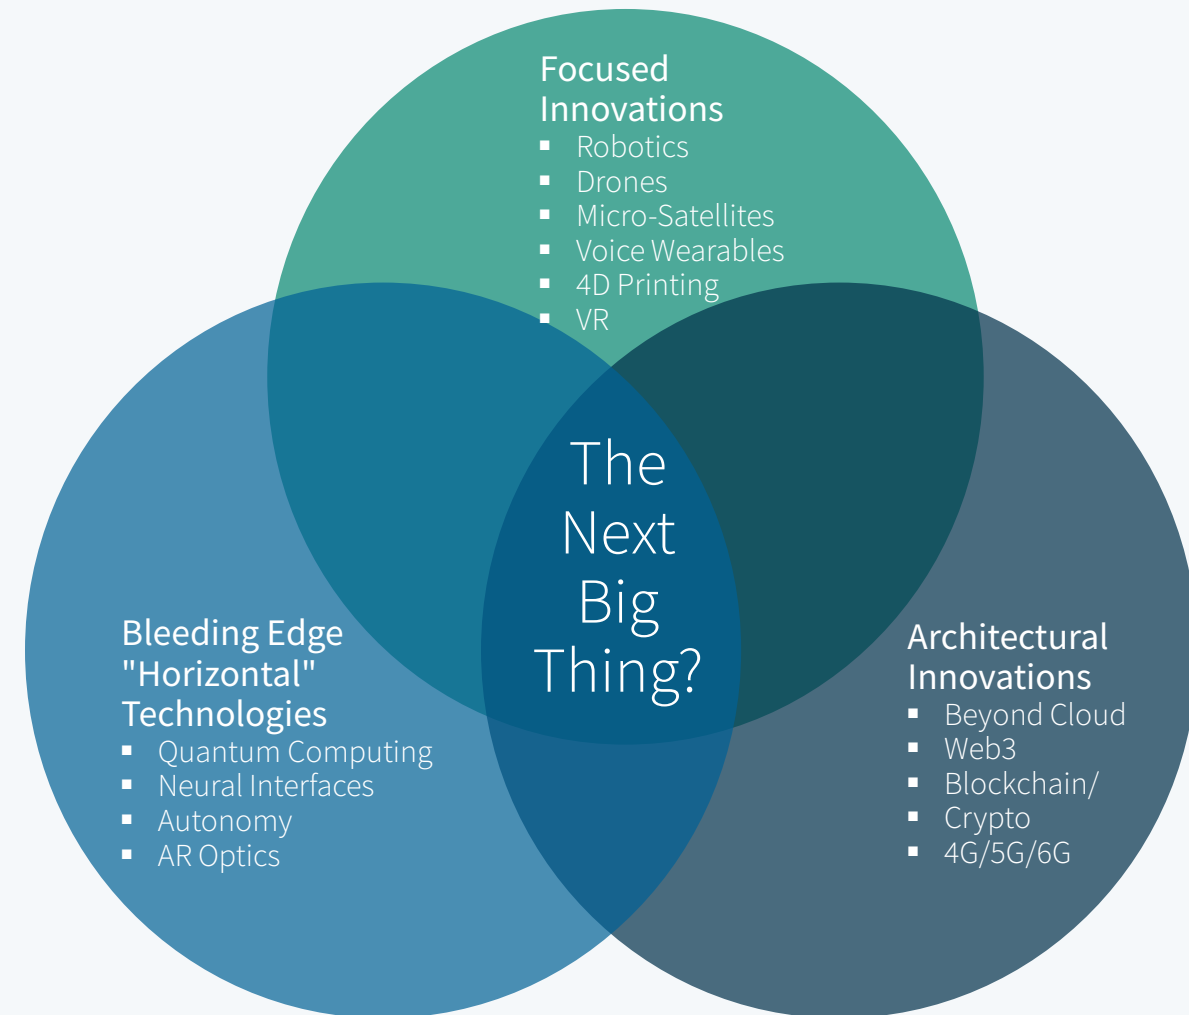 Focused
Innovations
▪ Robotics
▪ Drones
▪ Micro-Satellites
▪ Voice Wearables
▪ 4D Printing
▪ VR
The
Next
Big
Thing?
Bleeding Edge
"Horizontal"
Technologies
▪ Quantum Computing
▪ Neural Interfaces
▪ Autonomy
▪ AR Optics
Architectural
Innovations
▪ Beyond Cloud
▪ Web3
▪ Blockchain/
▪ Crypto
▪ 4G/5G/6G